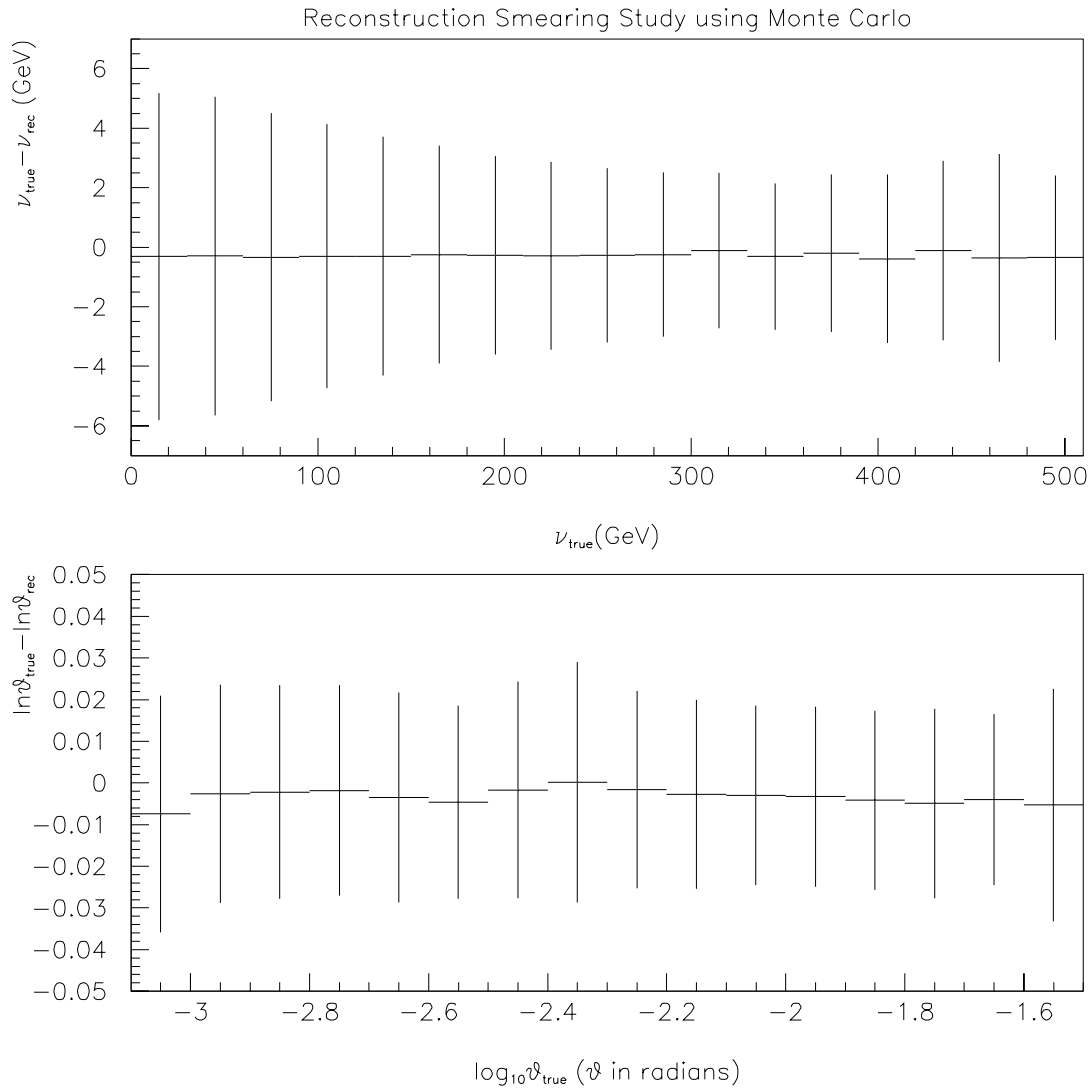 Reconstruction Smearing Study using Monte Carlo
ν_true−ν_rec (GeV)
6
4
2
0
−2
−4
−6
0 100 200 300 400 500
ν_true(GeV)
lnϑ_true−lnϑ_rec
0.05
0.04
0.03
0.02
0.01
0
−0.01
−0.02
−0.03
−0.04
−0.05
−3 −2.8 −2.6 −2.4 −2.2 −2 −1.8 −1.6
log₁₀ϑ_true (ϑ in radians)